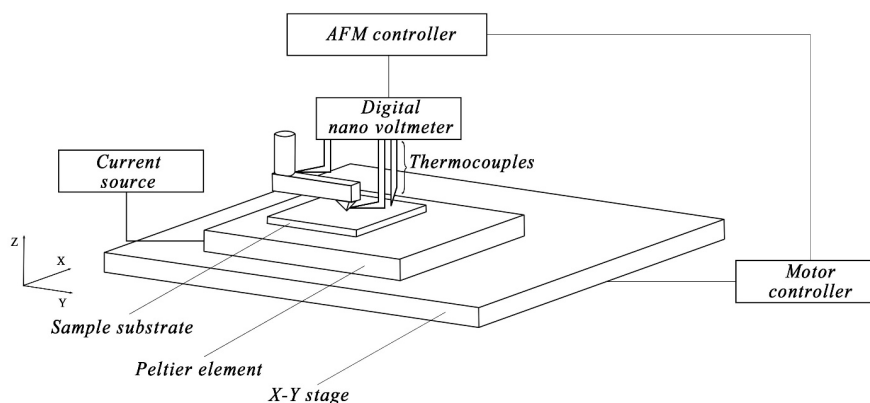 AFM controller
Digital
nano voltmeter
Thermocouples
Current
source
Z
X
Y
Motor
controller
Sample substrate
Peltier element
X-Y stage